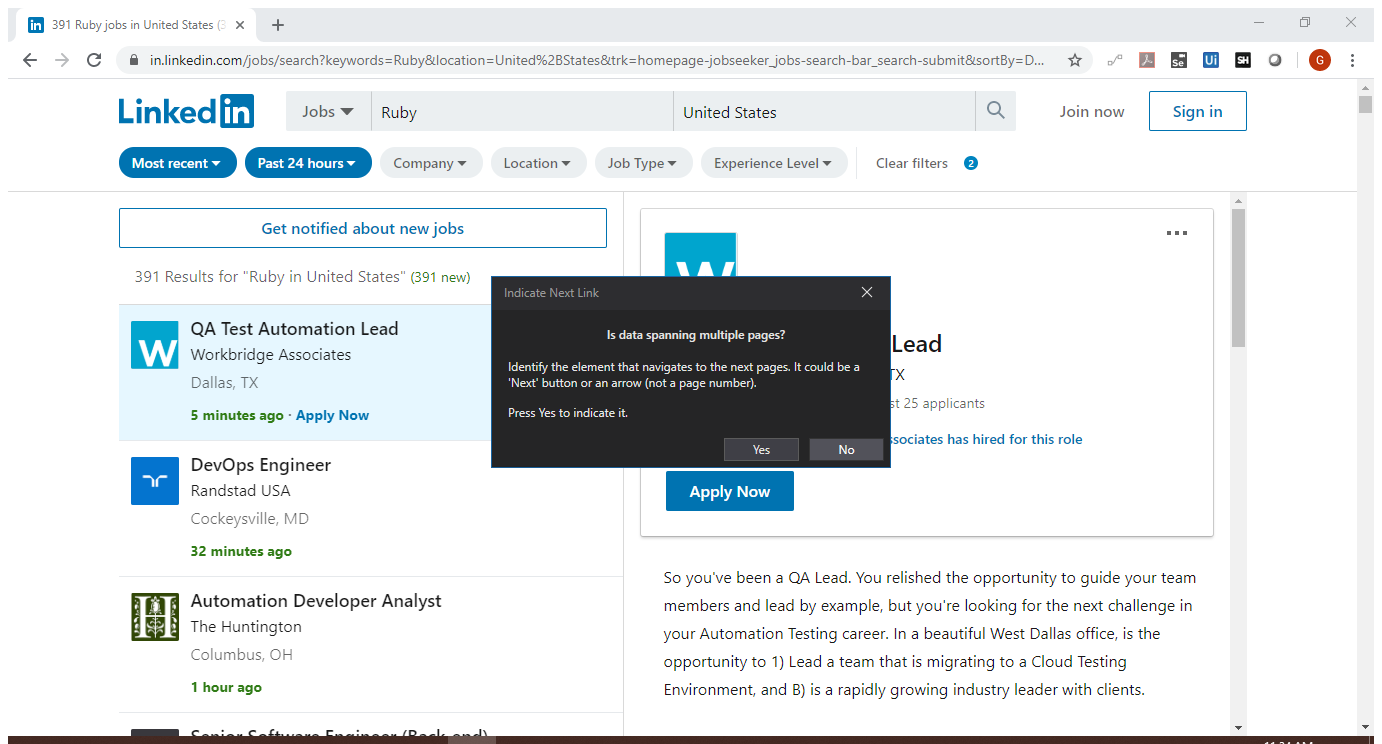 391 Ruby jobs in United States (3
in.linkedin.com/jobs/search?keywords=Ruby&location=United%2BStates&trk=homepage-jobseeker_jobs-search-bar_search-submit&sortBy=D...
Se
Ui
SH
G
Linked in
Jobs
Ruby
United States
Join now
Sign in
Most recent
Past 24 hours
Company
Location
Job Type
Experience Level
Clear filters
2
Get notified about new jobs
391 Results for "Ruby in United States" (391 new)
QA Test Automation Lead
Workbridge Associates
Dallas, TX
5 minutes ago · Apply Now
DevOps Engineer
Randstad USA
Cockeysville, MD
32 minutes ago
Automation Developer Analyst
The Huntington
Columbus, OH
1 hour ago
Senior Software Engineer (Back-end)
Indicate Next Link
Is data spanning multiple pages?
Identify the element that navigates to the next pages. It could be a
'Next' button or an arrow (not a page number).
Press Yes to indicate it.
Yes
No
W
Lead
TX
st 25 applicants
ssociates has hired for this role
Apply Now
So you've been a QA Lead. You relished the opportunity to guide your team
members and lead by example, but you're looking for the next challenge in
your Automation Testing career. In a beautiful West Dallas office, is the
opportunity to 1) Lead a team that is migrating to a Cloud Testing
Environment, and B) is a rapidly growing industry leader with clients.